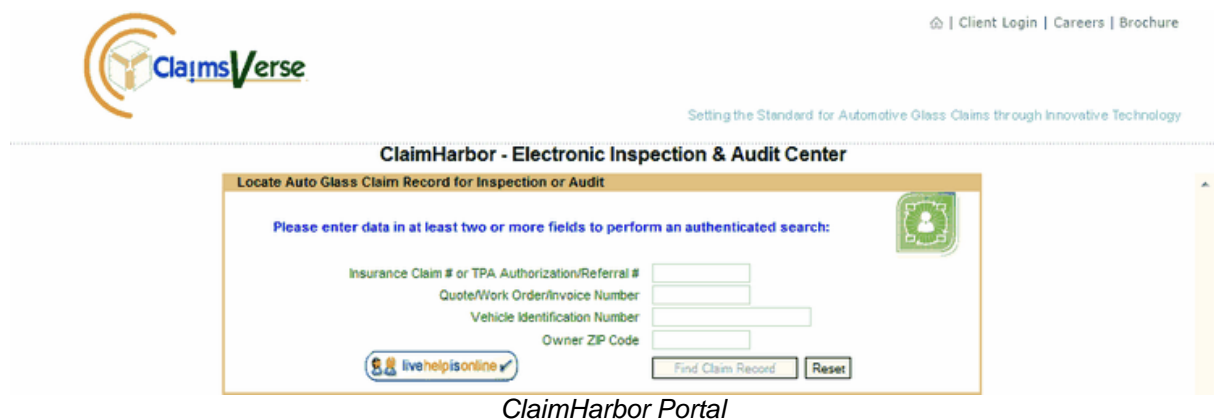 | Client Login | Careers | Brochure
ClaimsVerse
Setting the Standard for Automotive Glass Claims through Innovative Technology
ClaimHarbor - Electronic Inspection & Audit Center
Locate Auto Glass Claim Record for Inspection or Audit
Please enter data in at least two or more fields to perform an authenticated search:
Insurance Claim # or TPA Authorization/Referral #
Quote/Work Order/Invoice Number
Vehicle Identification Number
Owner ZIP Code
livehelpisonline
Find Claim Record Reset
ClaimHarbor Portal